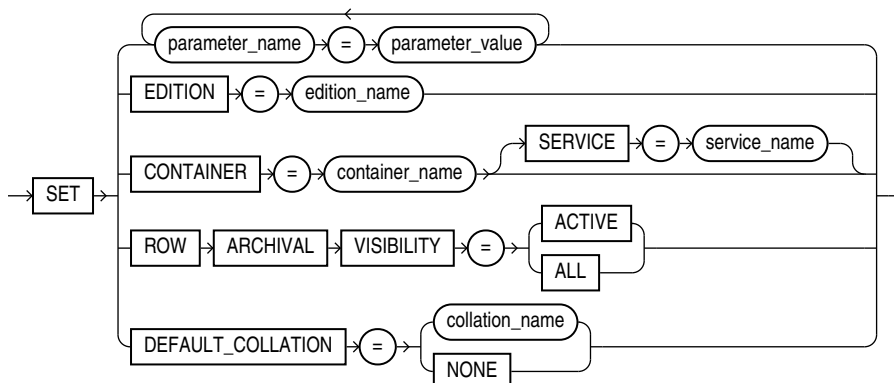 parameter_name = parameter_value
EDITION = edition_name
SERVICE = service_name
CONTAINER = container_name
SET
ACTIVE
ROW ARCHIVAL VISIBILITY =
ALL
collation_name
DEFAULT_COLLATION =
NONE